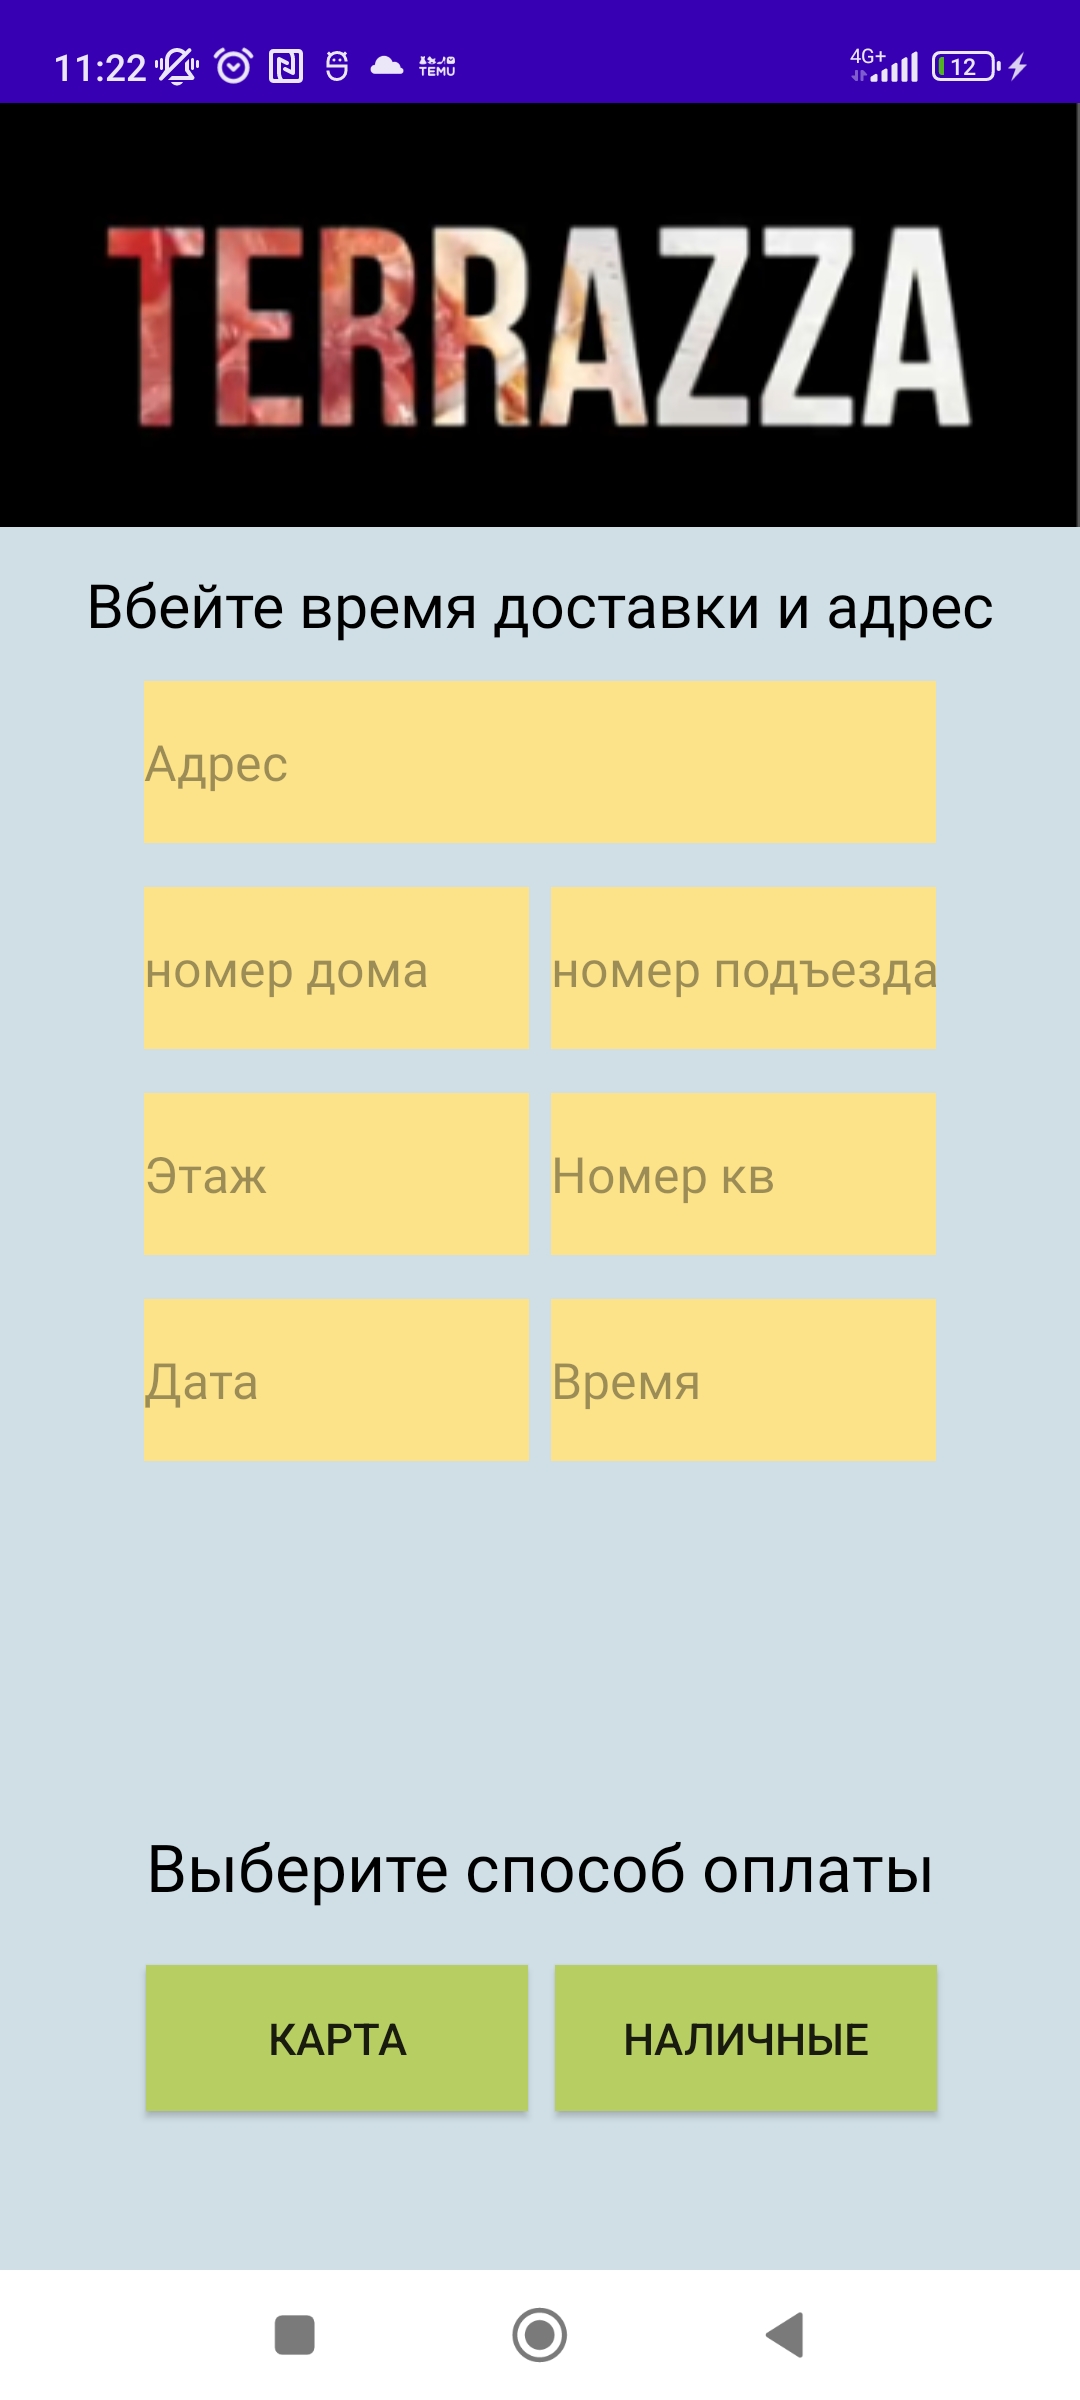 11:22 TEMU 4G+ 12
TERRAZZA
Вбейте время доставки и адрес
Адрес
номер дома номер подъезда
Этаж Номер кв
Дата Время
Выберите способ оплаты
КАРТА НАЛИЧНЫЕ